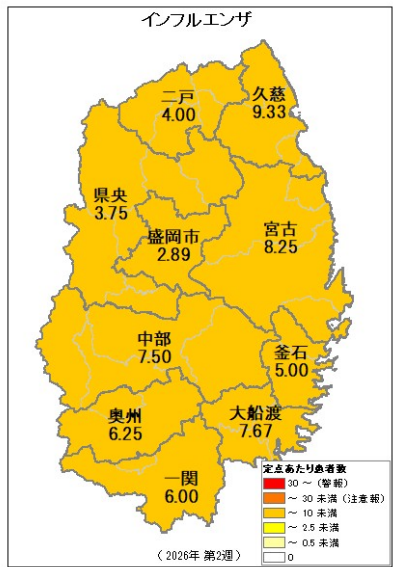 インフルエンザ
二戸
4.00
久慈
9.33
県央
3.75
盛岡市
2.89
宮古
8.25
中部
7.50
釜石
5.00
奥州
6.25
大船渡
7.67
一関
6.00
定点あたり患者数
30 ～ (警報)
～ 30 未満 (注意報)
～ 10 未満
～ 2.5 未満
～ 0.5 未満
0
( 2026年 第2週 )